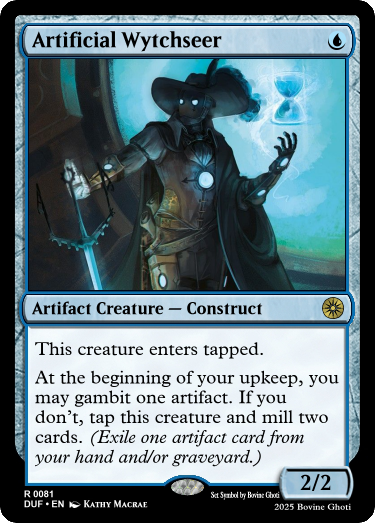 Artificial Wytchseer
Artifact Creature — Construct
This creature enters tapped.
At the beginning of your upkeep, you
may gambit one artifact. If you
don't, tap this creature and mill two
cards. (Exile one artifact card from
your hand and/or graveyard.)
2/2
R 0081
DUF • EN Kathy Macrae
Set Symbol by Bovine Ghoti
2025 Bovine Ghoti